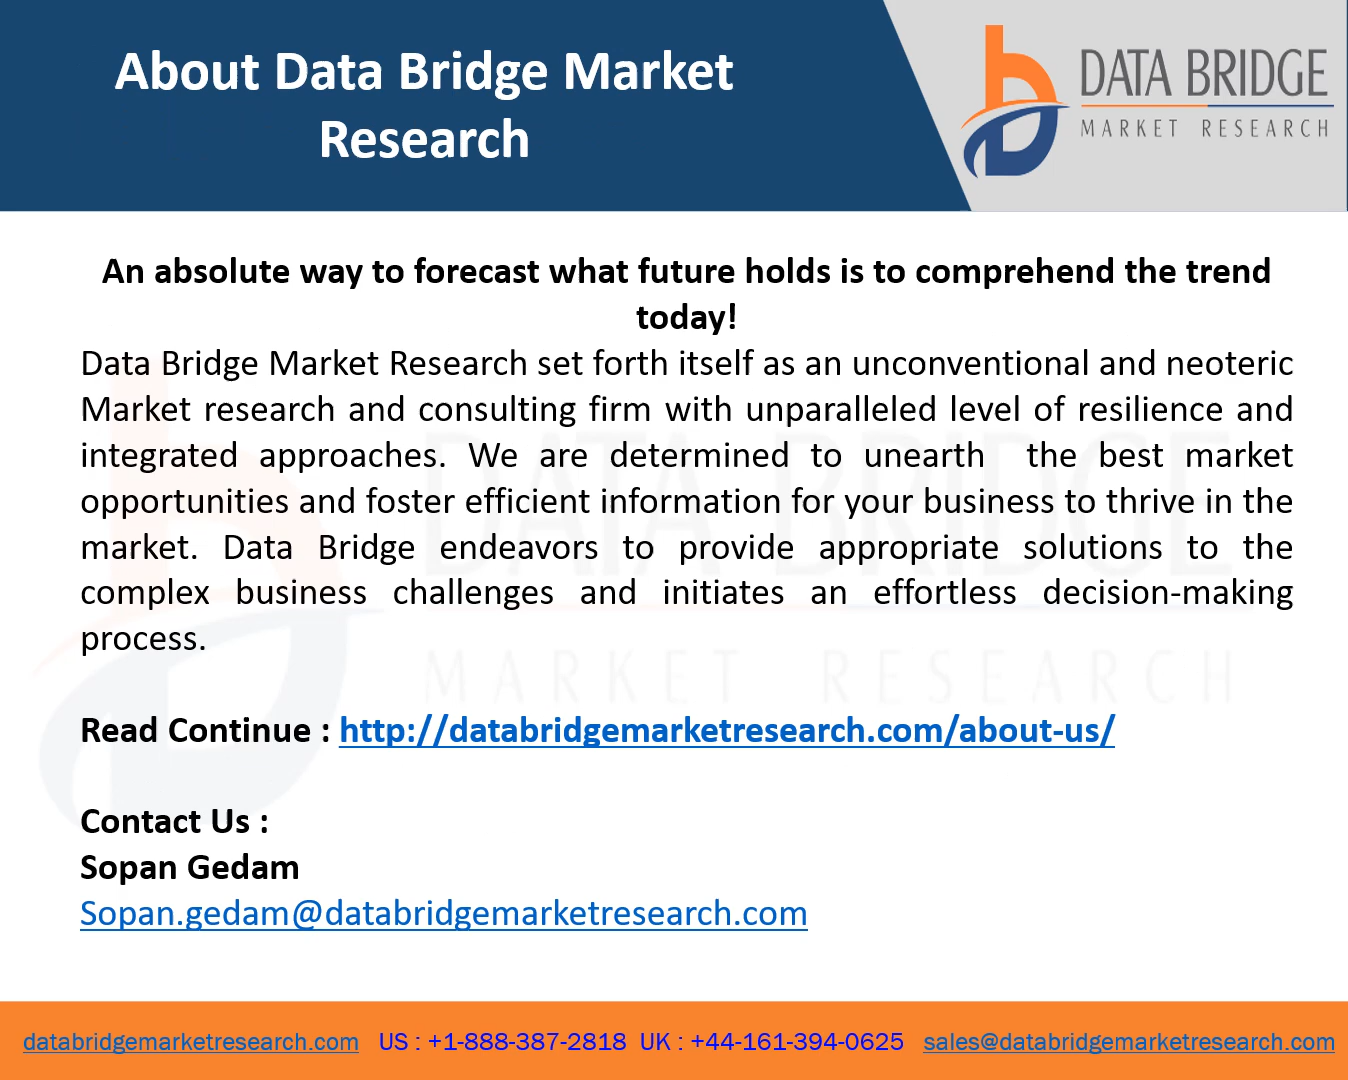 About Data Bridge Market
Research
DATA BRIDGE
MARKET RESEARCH
An absolute way to forecast what future holds is to comprehend the trend
today!
Data Bridge Market Research set forth itself as an unconventional and neoteric
Market research and consulting firm with unparalleled level of resilience and
integrated approaches. We are determined to unearth  the best market
opportunities and foster efficient information for your business to thrive in the
market. Data Bridge endeavors to provide appropriate solutions to the
complex business challenges and initiates an effortless decision-making
process.
DATA BRIDGE
MARKET RESEARCH
Read Continue : http://databridgemarketresearch.com/about-us/
Contact Us :
Sopan Gedam
Sopan.gedam@databridgemarketresearch.com
databridgemarketresearch.com US : +1-888-387-2818 UK : +44-161-394-0625 sales@databridgemarketresearch.com